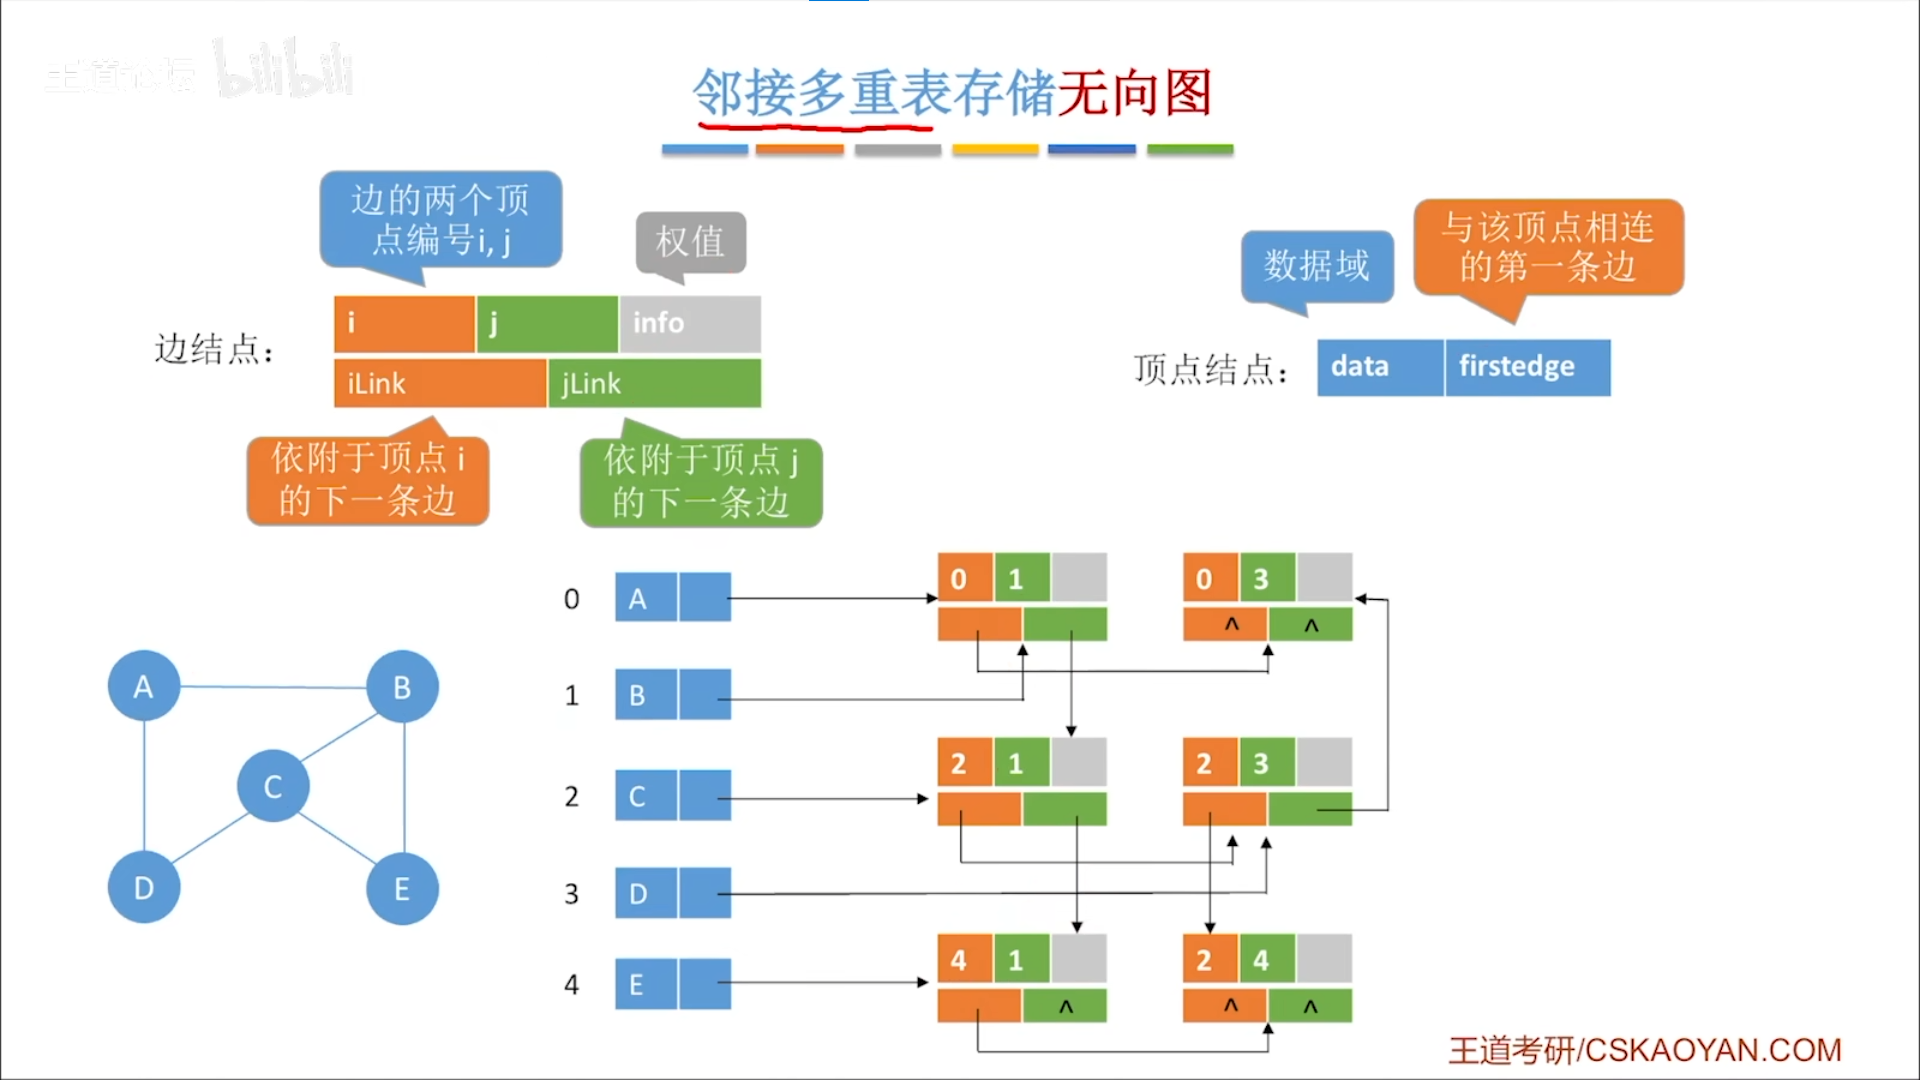 王道论坛 bilibili
邻接多重表存储无向图
边的两个顶
点编号i, j
权值
i j info
边结点：
iLink jLink
依附于顶点 i
的下一条边
依附于顶点 j
的下一条边
数据域
与该顶点相连
的第一条边
顶点结点：
data firstedge
A
B
C
D
E
0 A
1 B
2 C
3 D
4 E
0 1
0 3
^ ^
2 1
2 3
4 1
^
2 4
^ ^
王道考研/CSKAOYAN.COM